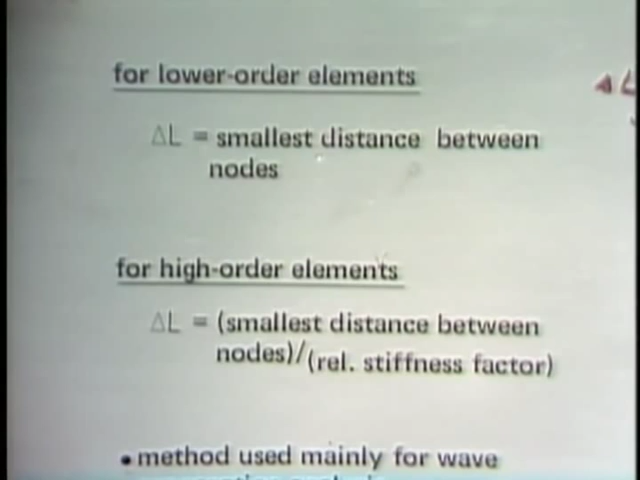 for lower-order elements
ΔL = smallest distance between
nodes
for high-order elements
ΔL = (smallest distance between
nodes)/(rel. stiffness factor)
• method used mainly for wave